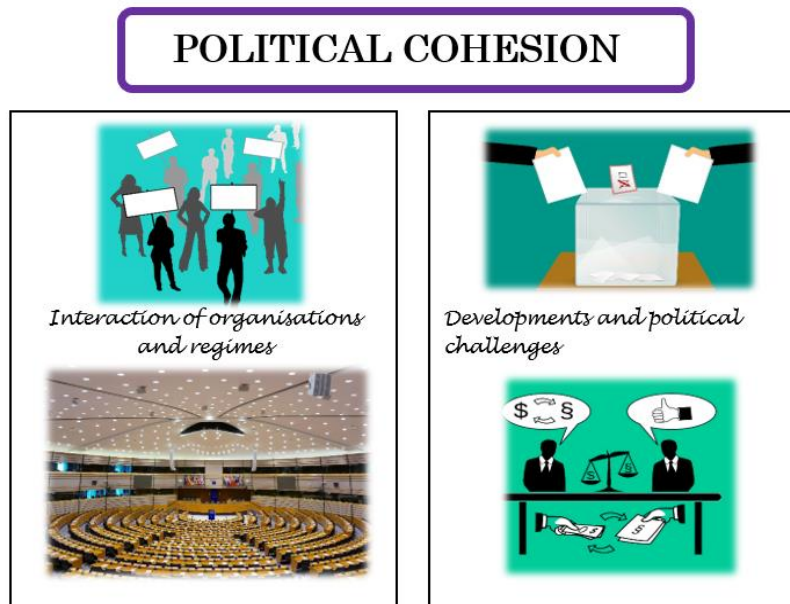 POLITICAL COHESION
Interaction of organisations
and regimes
Developments and political
challenges
$ §
§ §
$ §